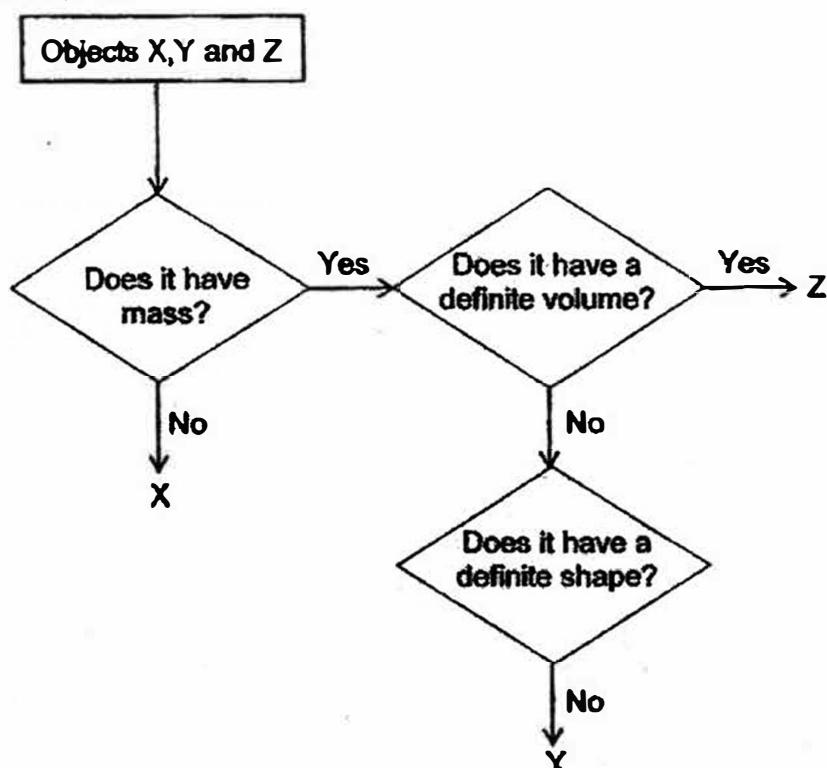 Objects X,Y and Z
Does it have
mass?
Yes
Does it have a
definite volume?
Yes
Z
No
X
No
Does it have a
definite shape?
No